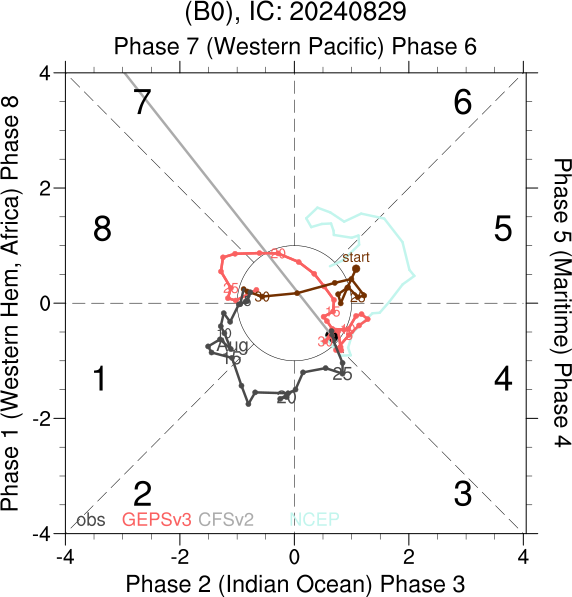 (B0), IC: 20240829
Phase 7 (Western Pacific) Phase 6
Phase 1 (Western Hem, Africa) Phase 8
Phase 5 (Maritime) Phase 4
4
2
0
-2
-4
7
6
8
5
1
4
2
3
start
20
25
30
25
15
30
10
Aug
15
25
20
obs GEPSv3 CFSv2 NCEP
-4 -2 0 2 4
Phase 2 (Indian Ocean) Phase 3